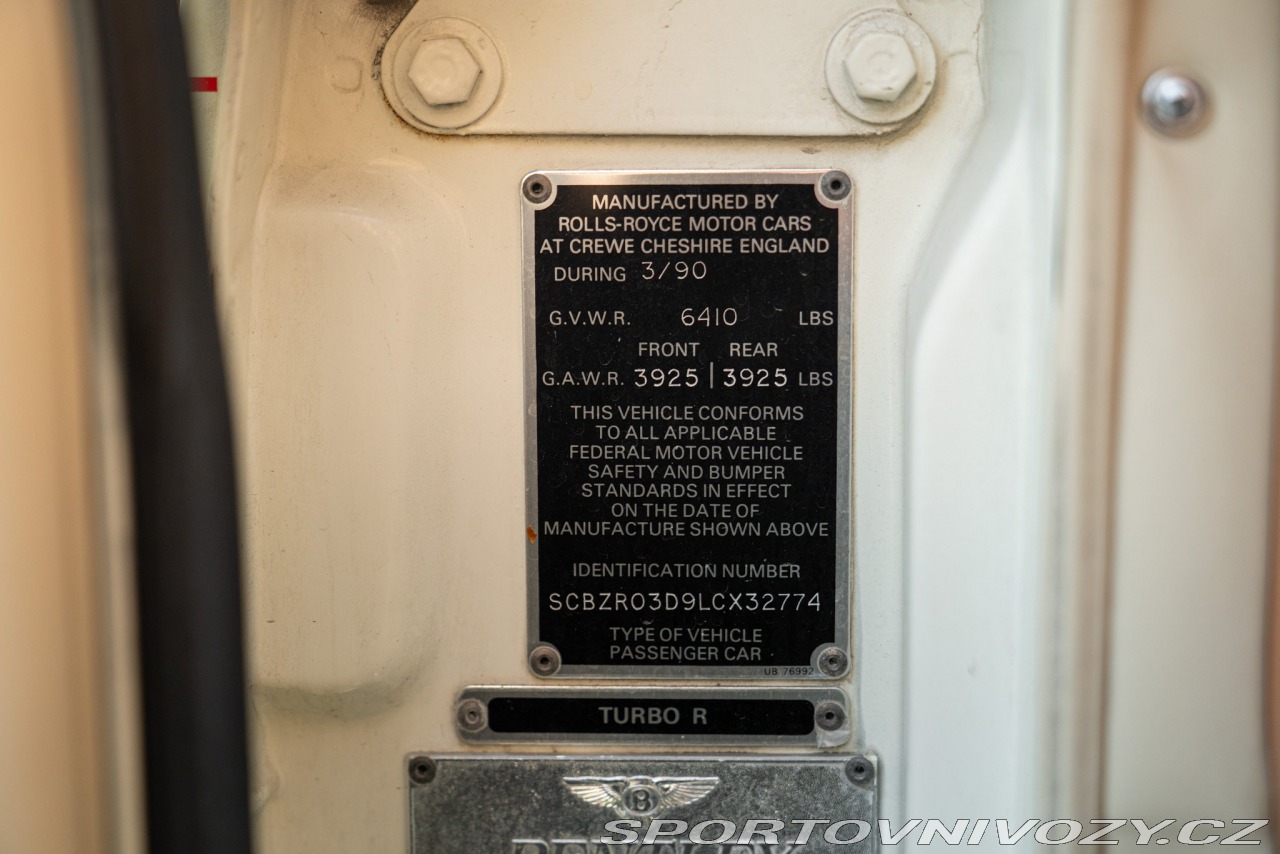 MANUFACTURED BY
ROLLS-ROYCE MOTOR CARS
AT CREWE CHESHIRE ENGLAND
DURING 3/90
G.V.W.R. 6410 LBS
FRONT REAR
G.A.W.R. 3925 | 3925 LBS
THIS VEHICLE CONFORMS
TO ALL APPLICABLE
FEDERAL MOTOR VEHICLE
SAFETY AND BUMPER
STANDARDS IN EFFECT
ON THE DATE OF
MANUFACTURE SHOWN ABOVE
IDENTIFICATION NUMBER
SCBZR03D9LCX32774
TYPE OF VEHICLE
PASSENGER CAR
UB 76992
TURBO R
B
SPORTOVNIVOZY.CZ